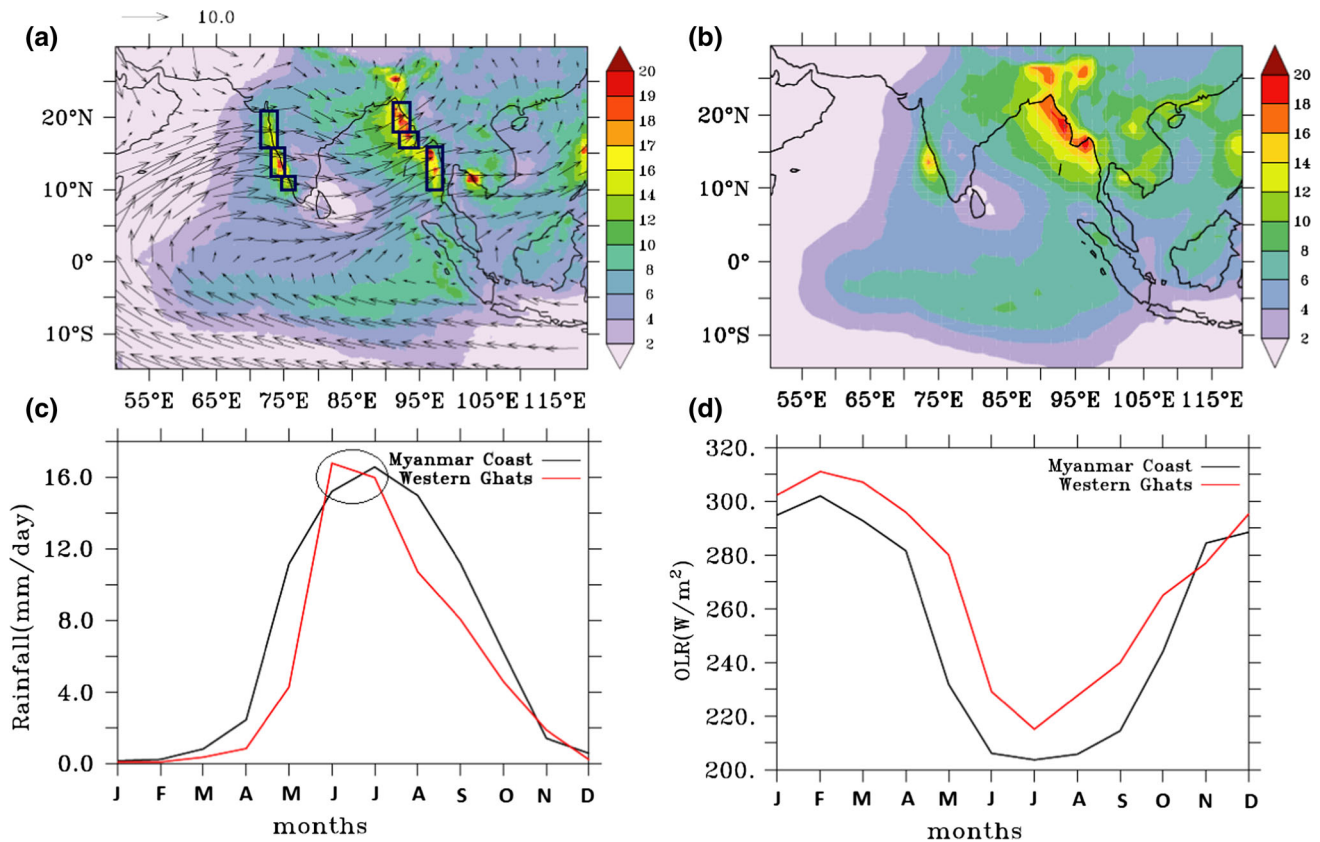 10.0
(a)
20°N
10°N
0°
10°S
55°E 65°E 75°E 85°E 95°E 105°E 115°E
20
19
18
17
16
14
12
10
8
6
4
2
(b)
20°N
10°N
0°
10°S
55°E 65°E 75°E 85°E 95°E 105°E 115°E
20
18
16
14
12
10
8
6
4
2
(c)
Rainfall(mm/day)
16.0
12.0
8.0
4.0
0.0
Myanmar Coast
Western Ghats
J F M A M J J A S O N D
months
(d)
OLR(W/m²)
320.
300.
280.
260.
240.
220.
200.
Myanmar Coast
Western Ghats
J F M A M J J A S O N D
months